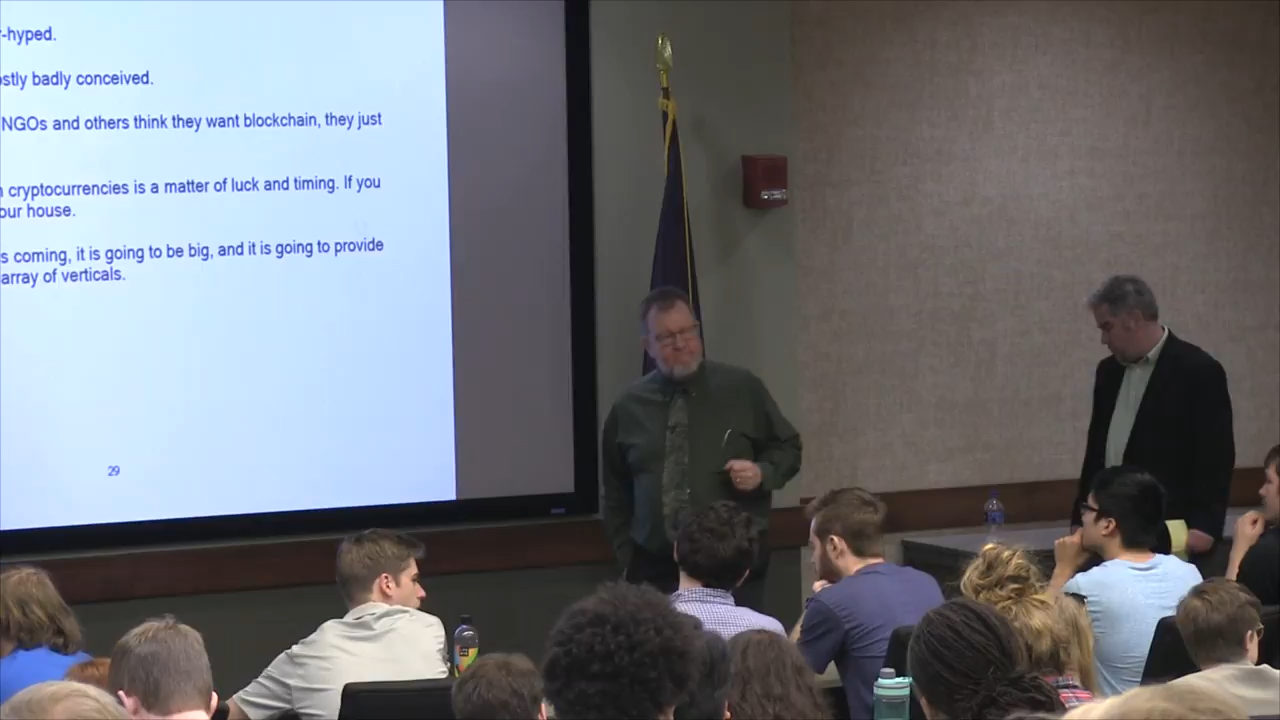 -hyped.
ostly badly conceived.
NGOs and others think they want blockchain, they just
n cryptocurrencies is a matter of luck and timing. If you
our house.
s coming, it is going to be big, and it is going to provide
array of verticals.
29